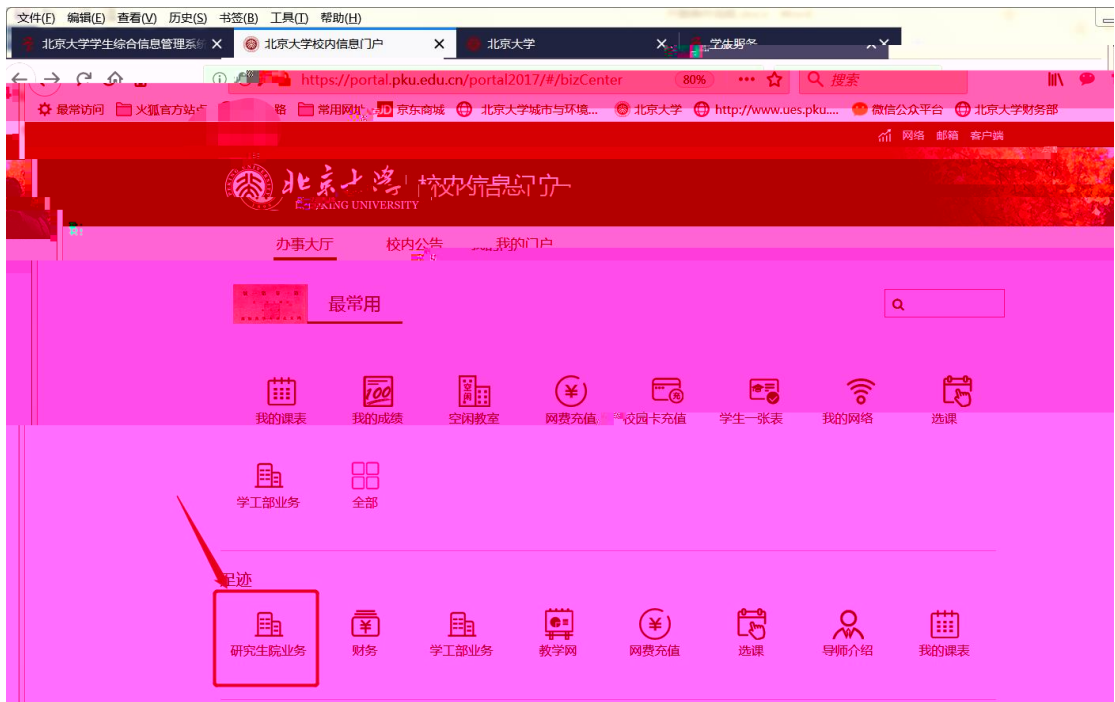 文件(F) 编辑(E) 查看(V) 历史(S) 书签(B) 工具(T) 帮助(H)
北京大学学生综合信息管理系统 北京大学校内信息门户 北京大学
https://portal.pku.edu.cn/portal2017/#/bizCenter 80% 搜索
最常访问 火狐官方站点 常用网址 JD 京东商城 北京大学城市与环境... 北京大学 http://www.ues.pku.... 微信公众平台 北京大学财务部
网络 邮箱 客户端
北京大学 校内信息门户
PEKING UNIVERSITY
办事大厅 校内公告 我的门户
最常用
我的课表 我的成绩 空闲教室 网费充值 校园卡充值 学生一张表 我的网络 选课
学工部业务 全部
足迹
研究生院业务 财务 学工部业务 教学网 网费充值 选课 导师介绍 我的课表